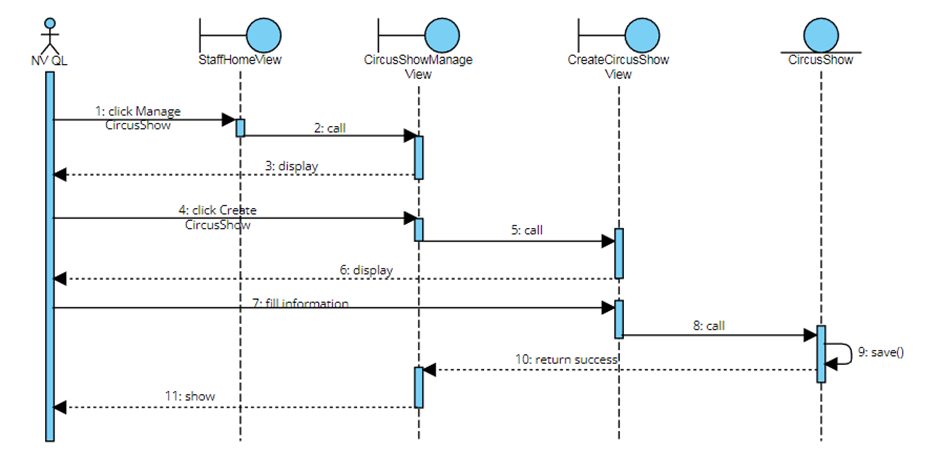 NV QL
StaffHomeView
CircusShowManage
View
CreateCircusShow
View
CircusShow
1: click Manage
CircusShow
2: call
3: display
4: click Create
CircusShow
5: call
6: display
7: fill information
8: call
9: save()
10: return success
11: show